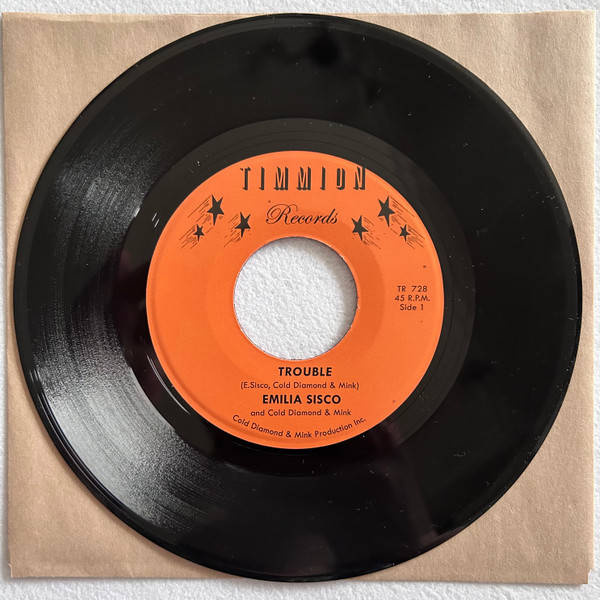 TIMMION
Records
TR 728
45 R.P.M.
Side 1
TROUBLE
(E.Sisco, Cold Diamond & Mink)
EMILIA SISCO
and Cold Diamond & Mink
Cold Diamond & Mink Production Inc.